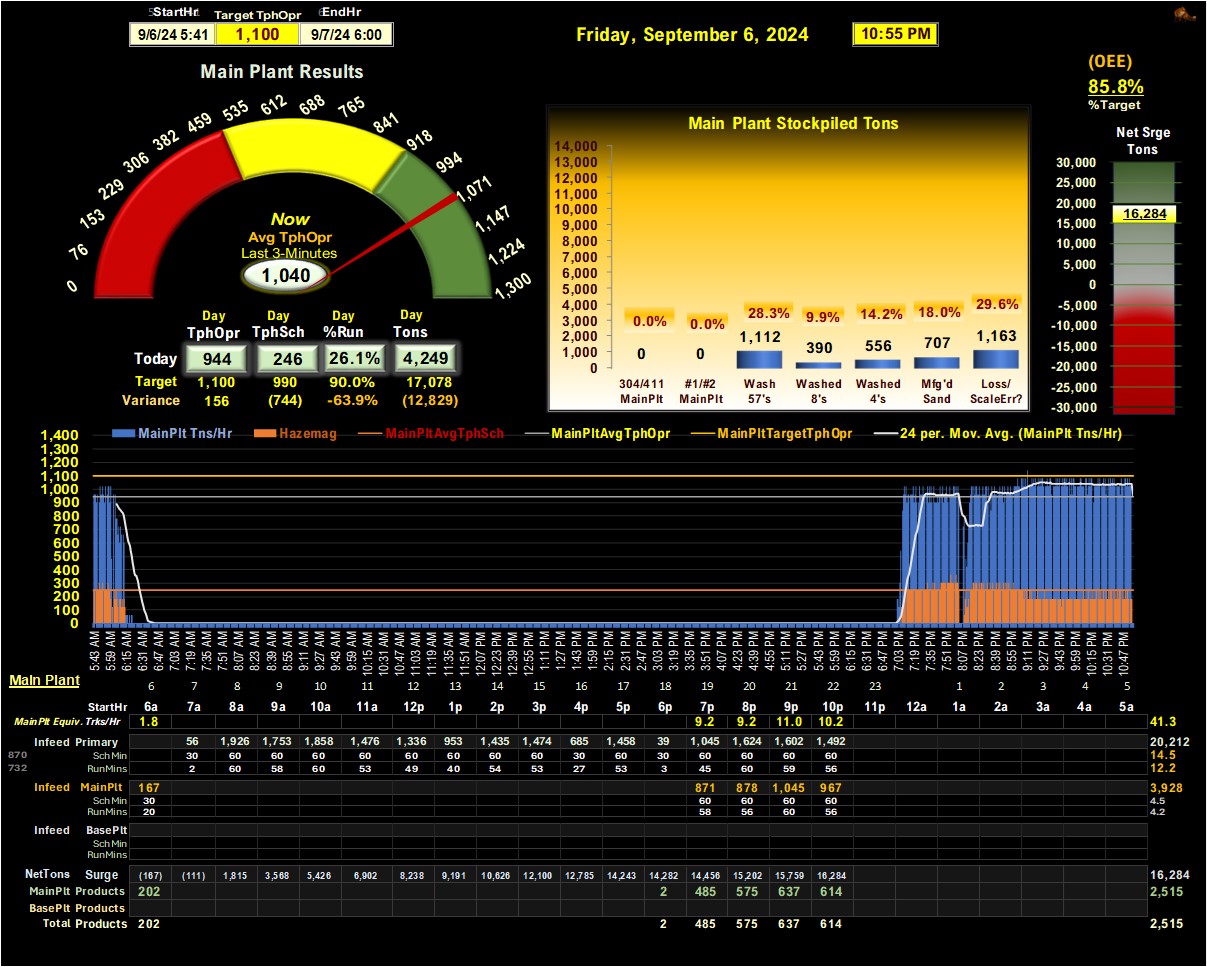 StartHr Target TphOpr EndHr
9/6/24 5:41 1,100 9/7/24 6:00
Friday, September 6, 2024 10:55 PM
(OEE)
85.8%
%Target
Main Plant Results
0 76 153 229 306 382 459 535 612 688 765 841 918 994 1,071 1,147 1,224 1,300
Now
Avg TphOpr
Last 3-Minutes
1,040
Day Day Day Day
TphOpr TphSch %Run Tons
Today 944 246 26.1% 4,249
Target 1,100 990 90.0% 17,078
Variance 156 (744) -63.9% (12,829)
Main Plant Stockpiled Tons
14,000
13,000
12,000
11,000
10,000
9,000
8,000
7,000
6,000
5,000
4,000
3,000
2,000
1,000
0
0.0% 0.0% 28.3% 9.9% 14.2% 18.0% 29.6%
0 0 1,112 390 556 707 1,163
304/411 #1/#2 Wash Washed Washed Mfg'd Loss/
MainPlt MainPlt 57's 8's 4's Sand ScaleErr?
Net Srge
Tons
30,000
25,000
20,000
16,284
15,000
10,000
5,000
0
-5,000
-10,000
-15,000
-20,000
-25,000
-30,000
MainPlt Tns/Hr Hazemag MainPltAvgTphSch MainPltAvgTphOpr MainPltTargetTphOpr 24 per. Mov. Avg. (MainPlt Tns/Hr)
1,400
1,300
1,200
1,100
1,000
900
800
700
600
500
400
300
200
100
0
5:43 AM 5:59 AM 6:15 AM 6:31 AM 6:47 AM 7:03 AM 7:19 AM 7:35 AM 7:51 AM 8:07 AM 8:23 AM 8:39 AM 8:55 AM 9:11 AM 9:27 AM 9:43 AM 9:59 AM 10:15 AM 10:31 AM 10:47 AM 11:03 AM 11:19 AM 11:35 AM 11:51 AM 12:07 PM 12:23 PM 12:39 PM 12:55 PM 1:11 PM 1:27 PM 1:43 PM 1:59 PM 2:15 PM 2:31 PM 2:47 PM 3:03 PM 3:19 PM 3:35 PM 3:51 PM 4:07 PM 4:23 PM 4:39 PM 4:55 PM 5:11 PM 5:27 PM 5:43 PM 5:59 PM 6:15 PM 6:31 PM 6:47 PM 7:03 PM 7:19 PM 7:35 PM 7:51 PM 8:07 PM 8:23 PM 8:39 PM 8:55 PM 9:11 PM 9:27 PM 9:43 PM 9:59 PM 10:15 PM 10:31 PM 10:47 PM
Main Plant
6 7 8 9 10 11 12 13 14 15 16 17 18 19 20 21 22 23 1 2 3 4 5
StartHr 6a 7a 8a 9a 10a 11a 12p 1p 2p 3p 4p 5p 6p 7p 8p 9p 10p 11p 12a 1a 2a 3a 4a 5a
MainPlt Equiv. Trks/Hr 1.8 9.2 9.2 11.0 10.2 41.3
Infeed Primary 56 1,926 1,753 1,858 1,476 1,336 953 1,435 1,474 685 1,458 39 1,045 1,624 1,602 1,492 20,212
870 Sch Min 30 60 60 60 60 60 60 60 60 30 60 30 60 60 60 60 14.5
732 RunMins 2 60 58 60 53 49 40 54 53 27 53 3 45 60 59 56 12.2
Infeed MainPlt 167 871 878 1,045 967 3,928
Sch Min 30 60 60 60 60 4.5
RunMins 20 58 56 60 56 4.2
Infeed BasePlt
Sch Min
RunMins
NetTons Surge (167) (111) 1,815 3,568 5,426 6,902 8,238 9,191 10,626 12,100 12,785 14,243 14,282 14,456 15,202 15,759 16,284 16,284
MainPlt Products 202 2 485 575 637 614 2,515
BasePlt Products
Total Products 202 2 485 575 637 614 2,515